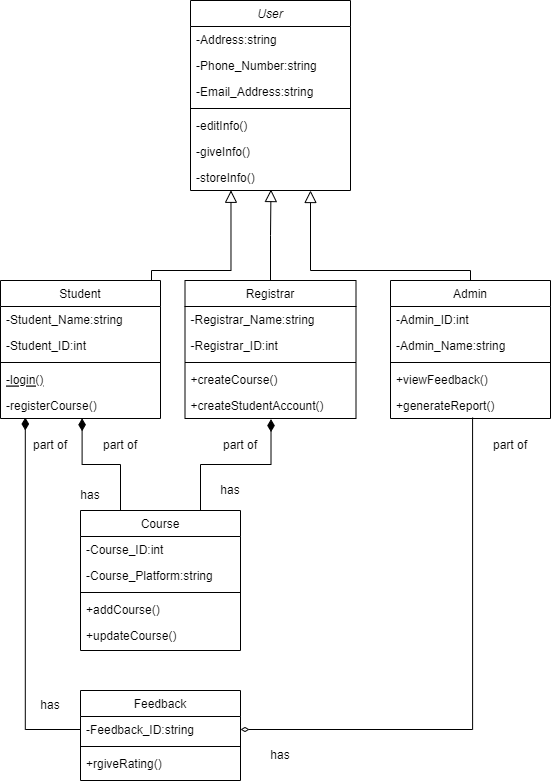 User
-Address:string
-Phone_Number:string
-Email_Address:string
-editInfo()
-giveInfo()
-storeInfo()
Student
-Student_Name:string
-Student_ID:int
-login()
-registerCourse()
Registrar
-Registrar_Name:string
-Registrar_ID:int
+createCourse()
+createStudentAccount()
Admin
-Admin_ID:int
-Admin_Name:string
+viewFeedback()
+generateReport()
part of
part of
part of
part of
has
has
Course
-Course_ID:int
-Course_Platform:string
+addCourse()
+updateCourse()
has
Feedback
-Feedback_ID:string
+rgiveRating()
has